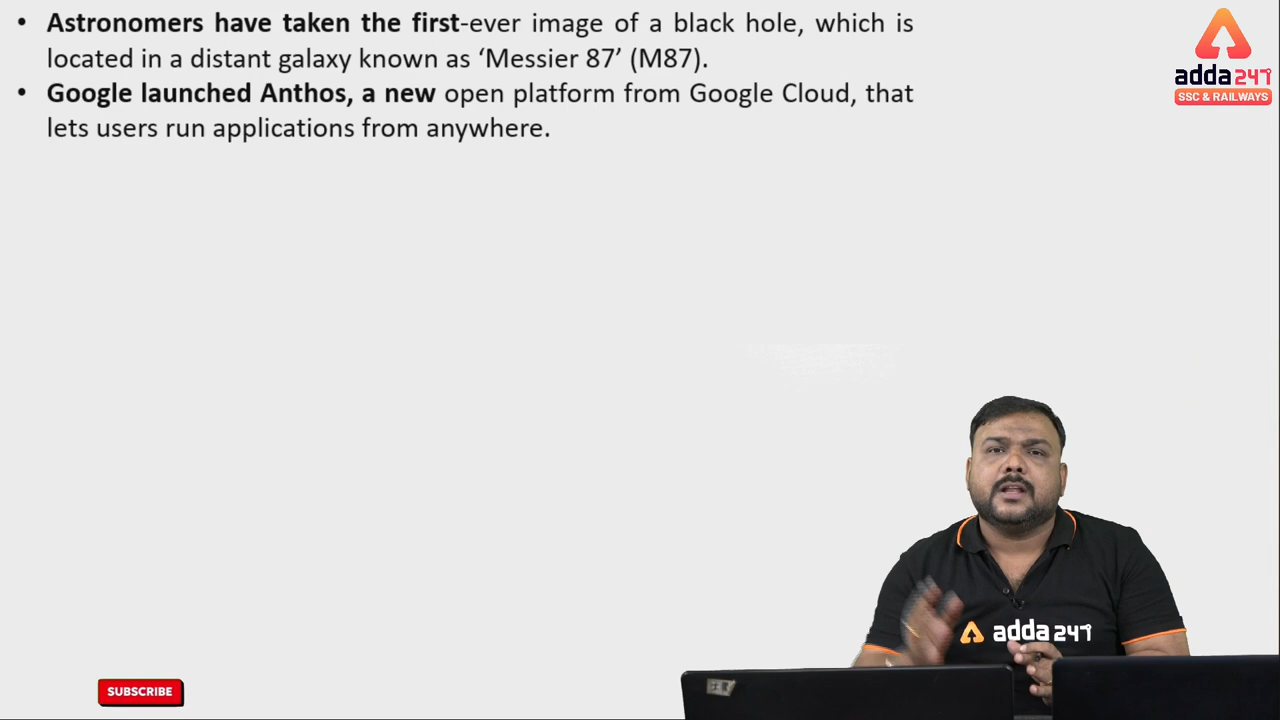 • Astronomers have taken the first-ever image of a black hole, which is
located in a distant galaxy known as ‘Messier 87’ (M87).
• Google launched Anthos, a new open platform from Google Cloud, that
lets users run applications from anywhere.
adda247
SSC & RAILWAYS
adda247
SUBSCRIBE